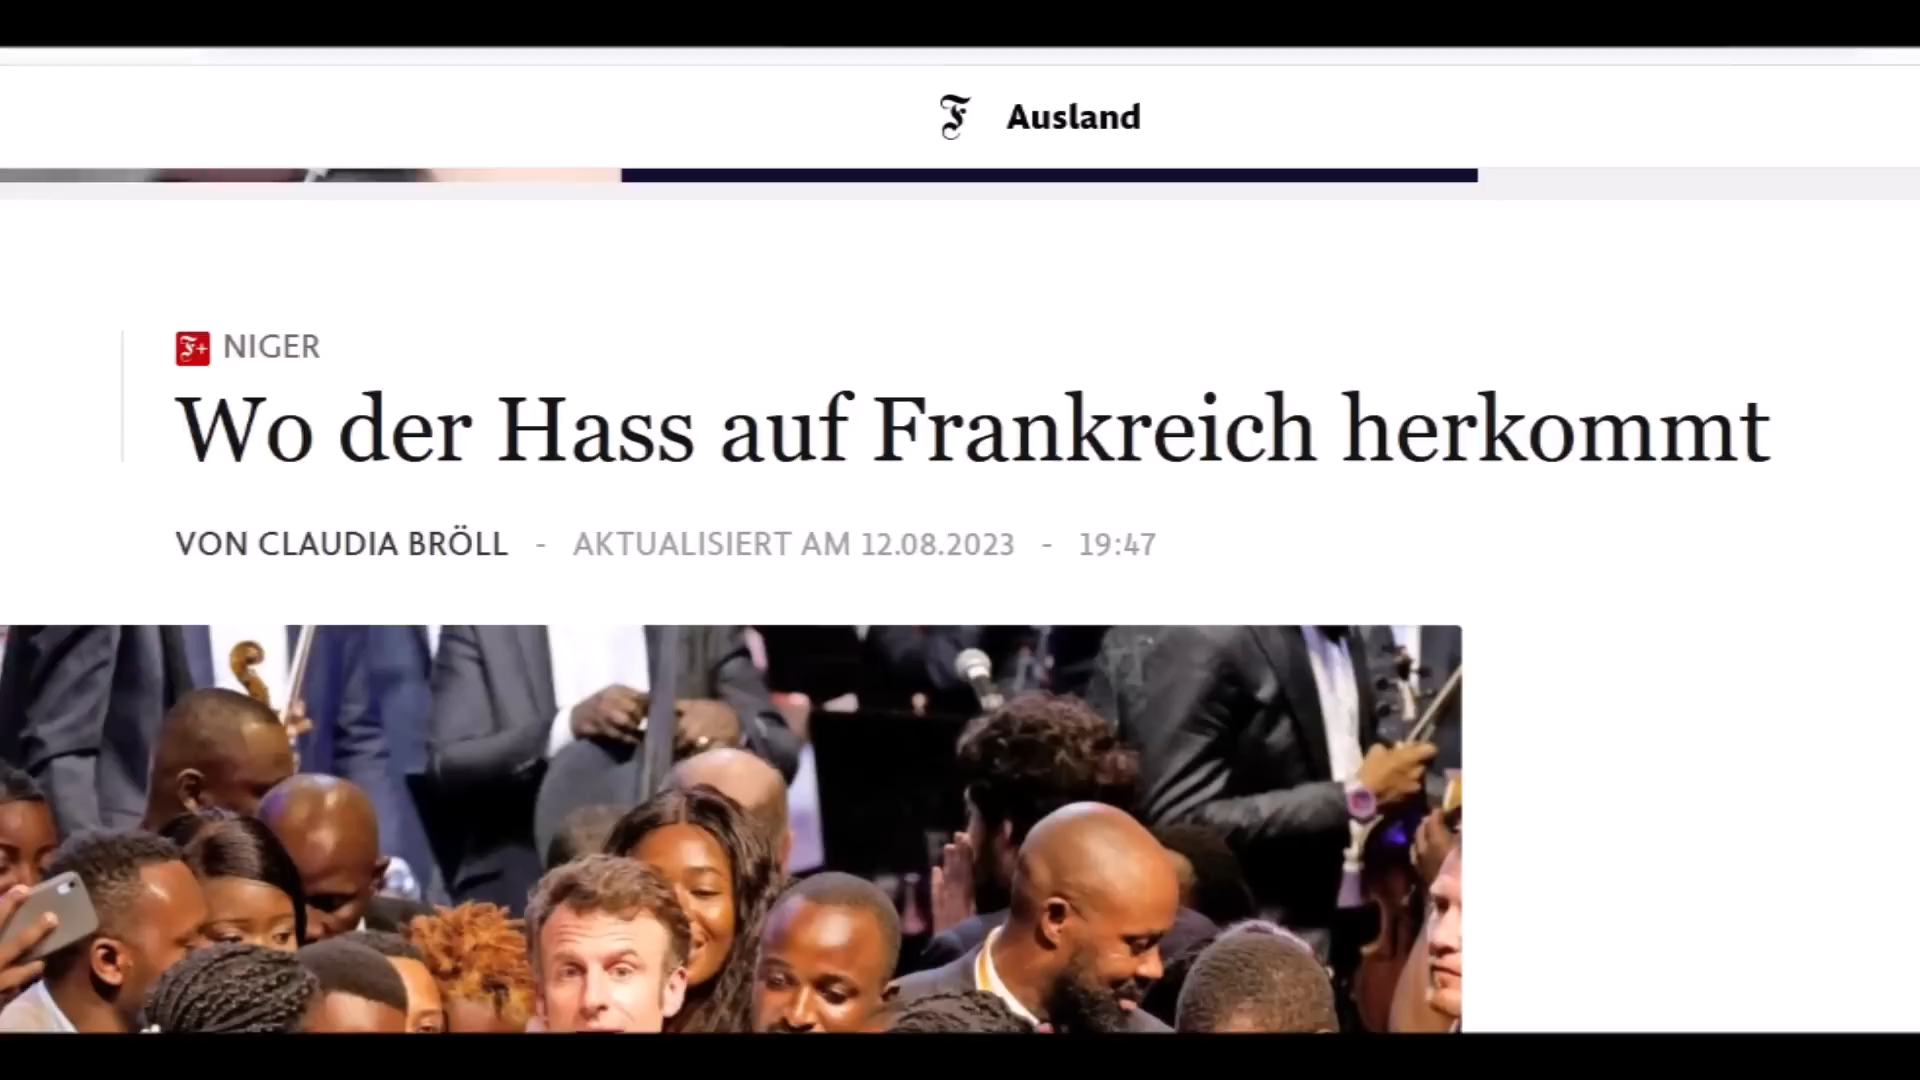 F Ausland
F+ NIGER
Wo der Hass auf Frankreich herkommt
VON CLAUDIA BRÖLL - AKTUALISIERT AM 12.08.2023 - 19:47